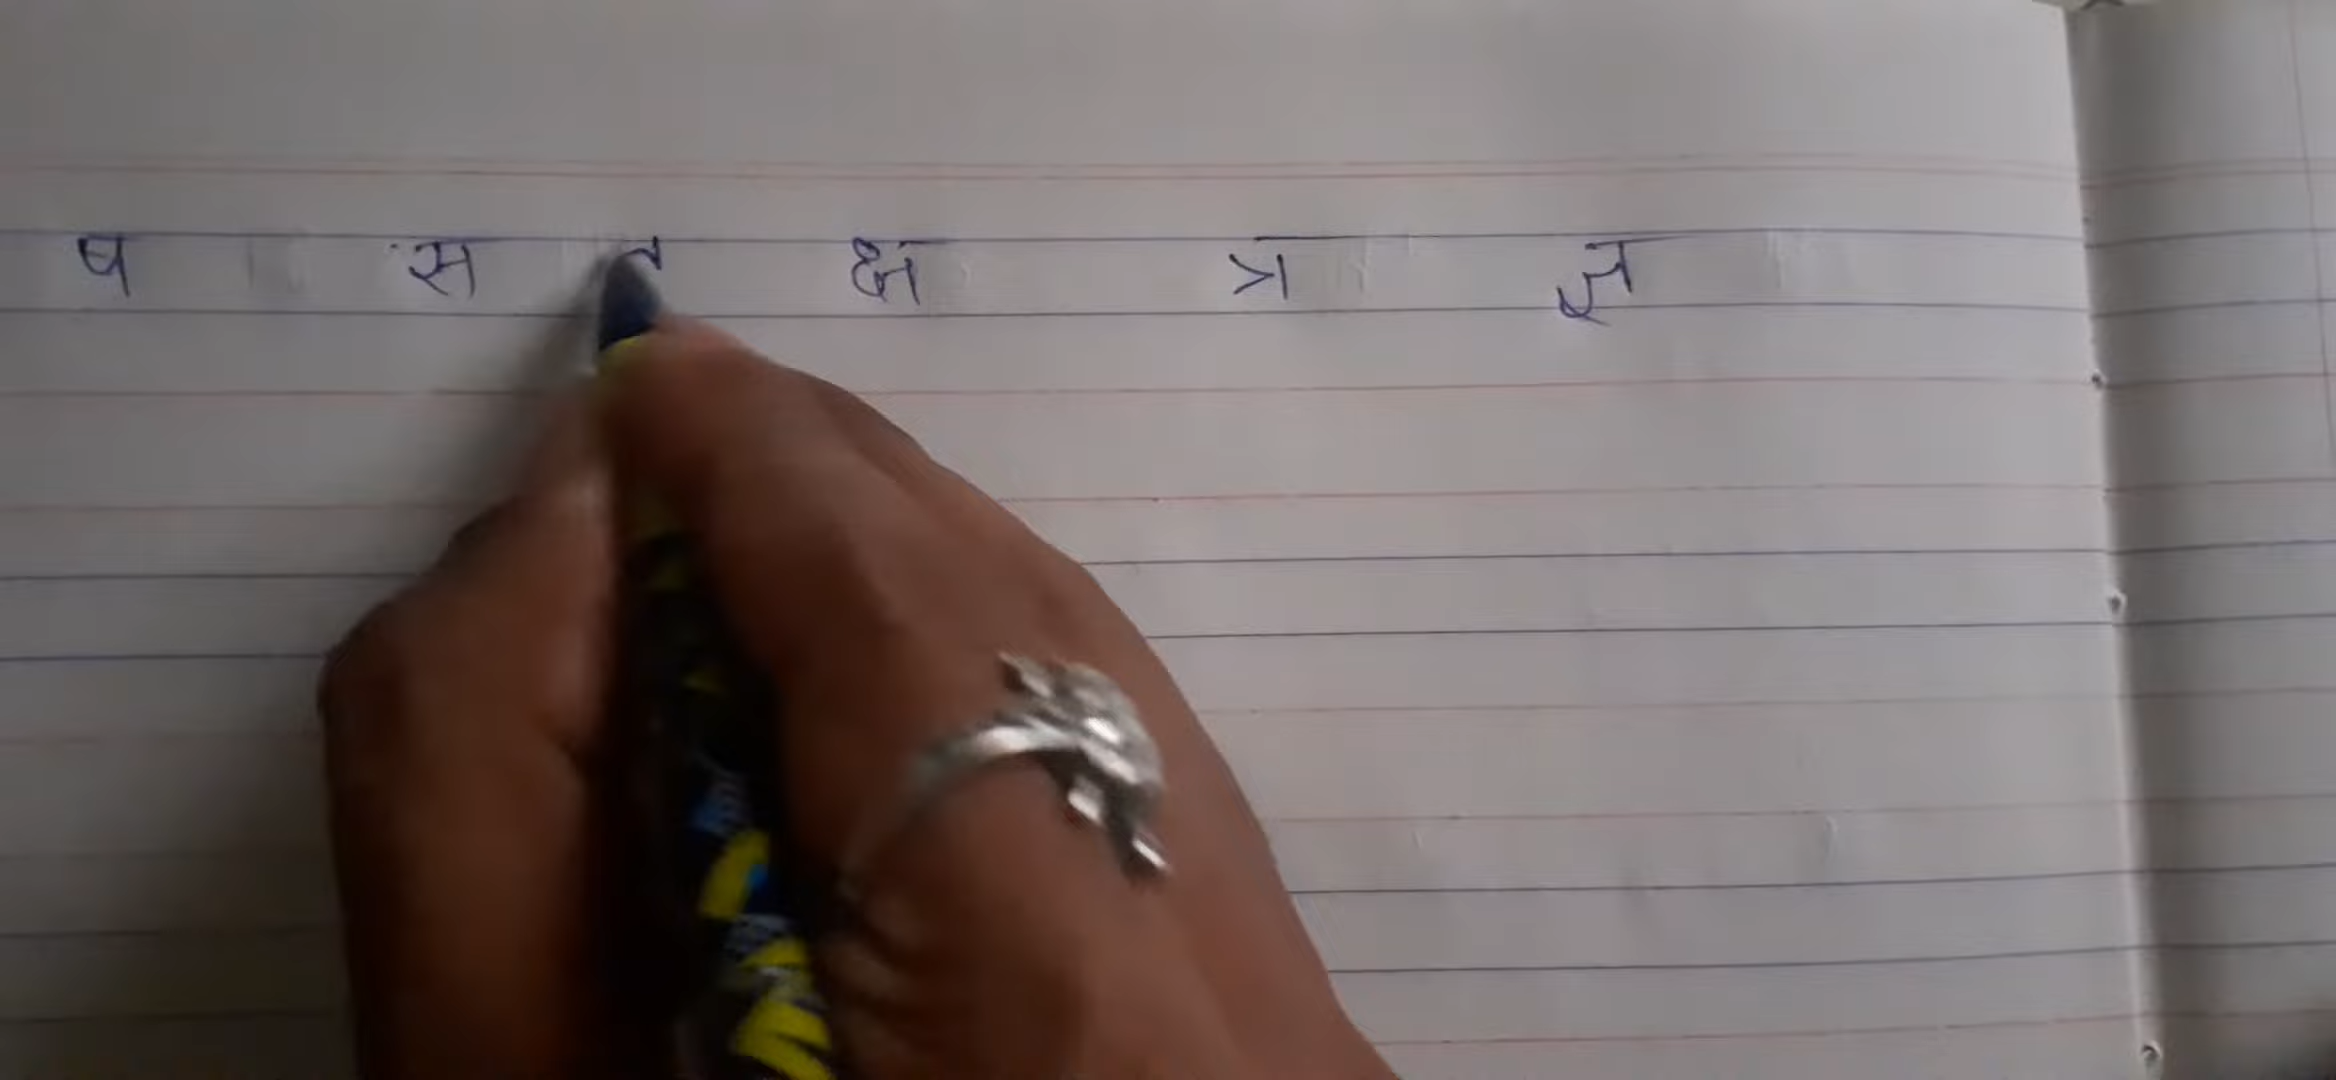 ष स क्ष त्र ज्ञ